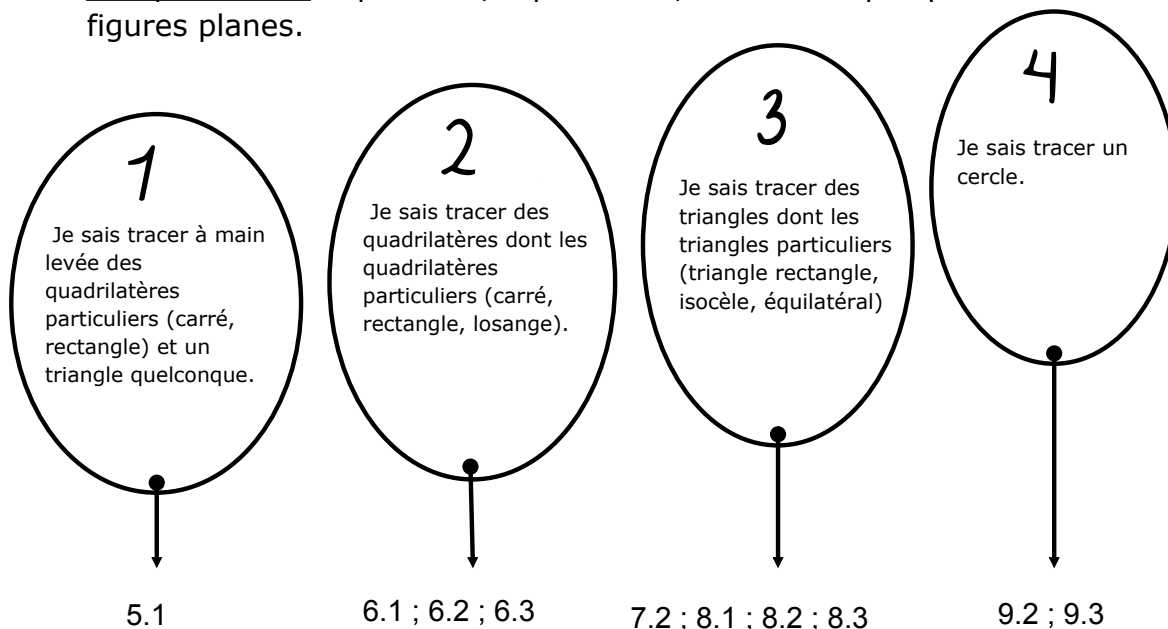 figures planes.
1
Je sais tracer à main
levée des
quadrilatères
particuliers (carré,
rectangle) et un
triangle quelconque.
5.1
2
Je sais tracer des
quadrilatères dont les
quadrilatères
particuliers (carré,
rectangle, losange).
6.1 ; 6.2 ; 6.3
3
Je sais tracer des
triangles dont les
triangles particuliers
(triangle rectangle,
isocèle, équilatéral)
7.2 ; 8.1 ; 8.2 ; 8.3
4
Je sais tracer un
cercle.
9.2 ; 9.3